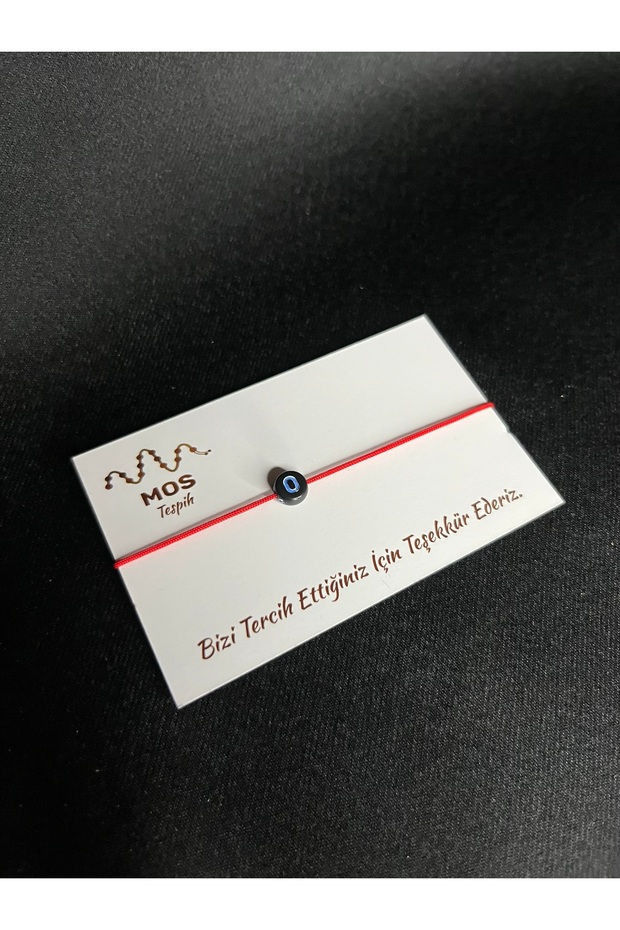 MOS
Tespih
O
Bizi Tercih Ettiğiniz İçin Teşekkür Ederiz.